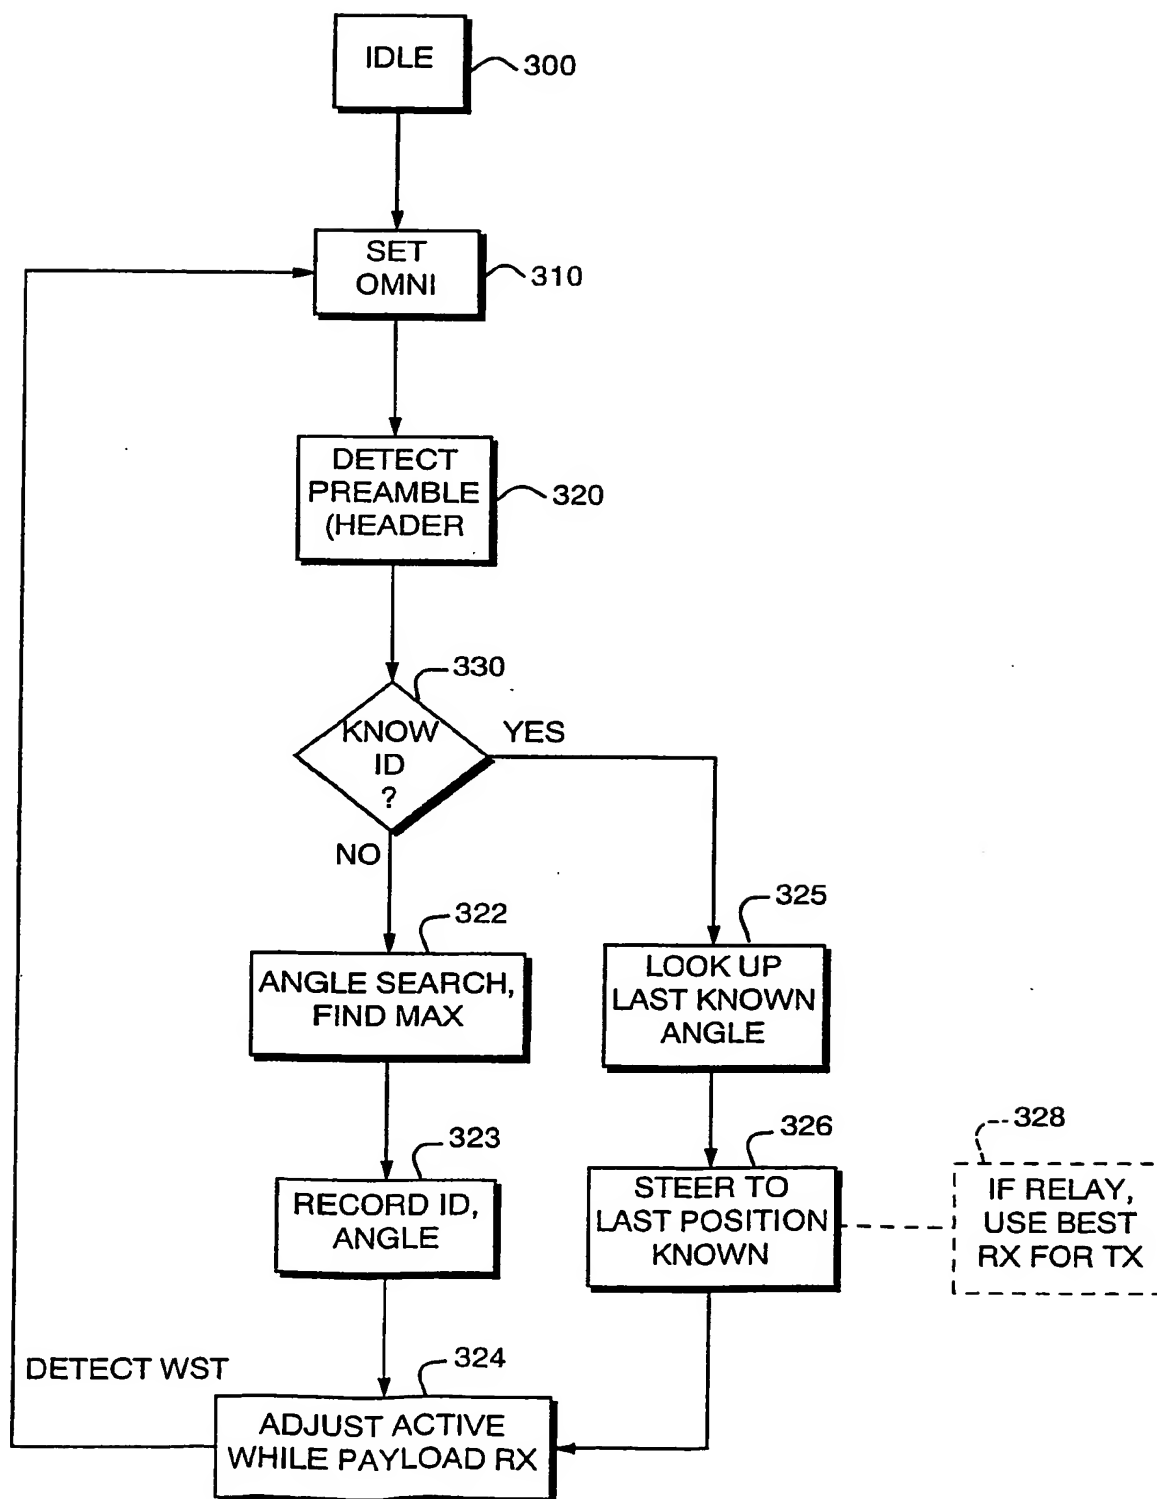 IDLE
300
SET
OMNI
310
DETECT
PREAMBLE
(HEADER
320
330
KNOW
ID
?
YES
NO
322
ANGLE SEARCH,
FIND MAX
325
LOOK UP
LAST KNOWN
ANGLE
323
RECORD ID,
ANGLE
326
STEER TO
LAST POSITION
KNOWN
328
IF RELAY,
USE BEST
RX FOR TX
DETECT WST
324
ADJUST ACTIVE
WHILE PAYLOAD RX